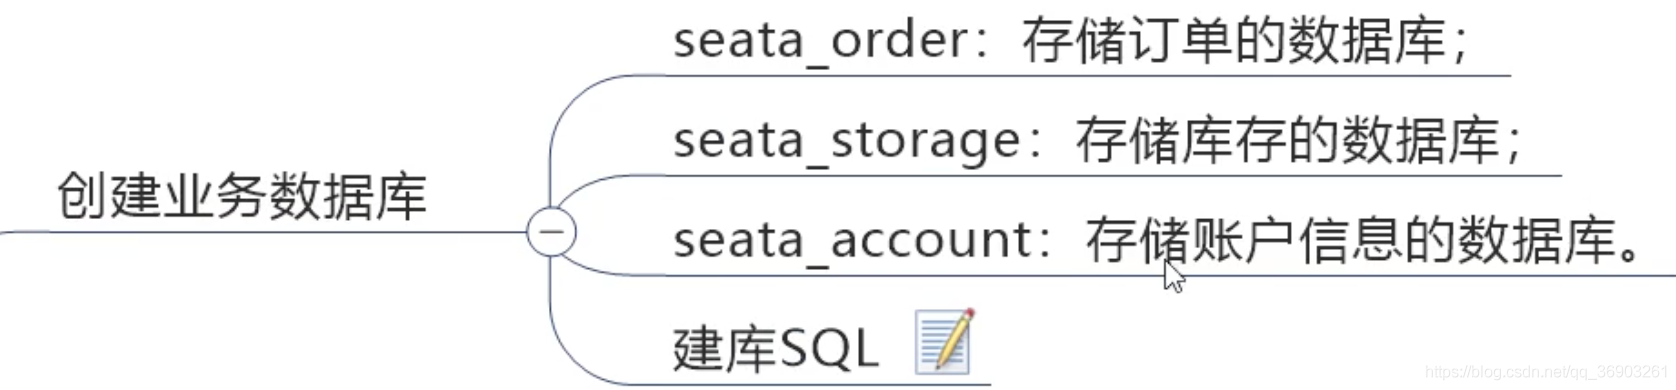 seata_order：存储订单的数据库；
seata_storage：存储库存的数据库；
创建业务数据库
seata_account：存储账户信息的数据库。
建库SQL
https://blog.csdn.net/qq_36903261